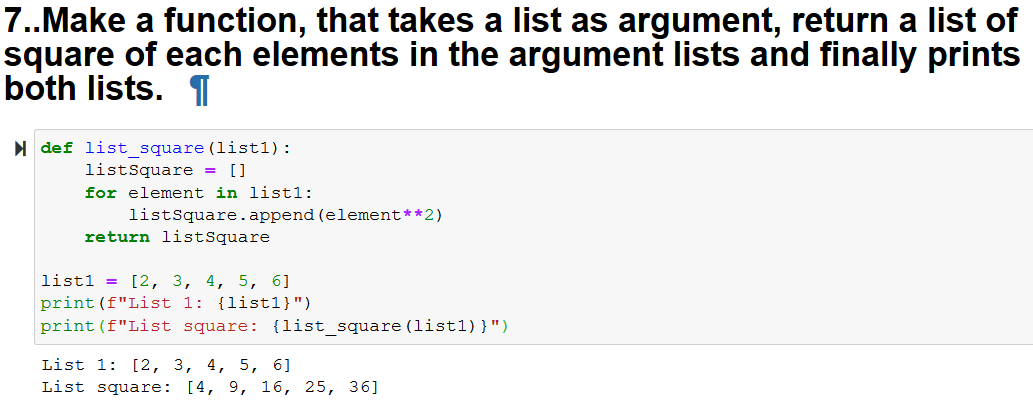 7..Make a function, that takes a list as argument, return a list of
square of each elements in the argument lists and finally prints
both lists. ¶
def list_square(list1):
    listSquare = []
    for element in list1:
        listSquare.append(element**2)
    return listSquare

list1 = [2, 3, 4, 5, 6]
print(f"List 1: {list1}")
print(f"List square: {list_square(list1)}")
List 1: [2, 3, 4, 5, 6]
List square: [4, 9, 16, 25, 36]